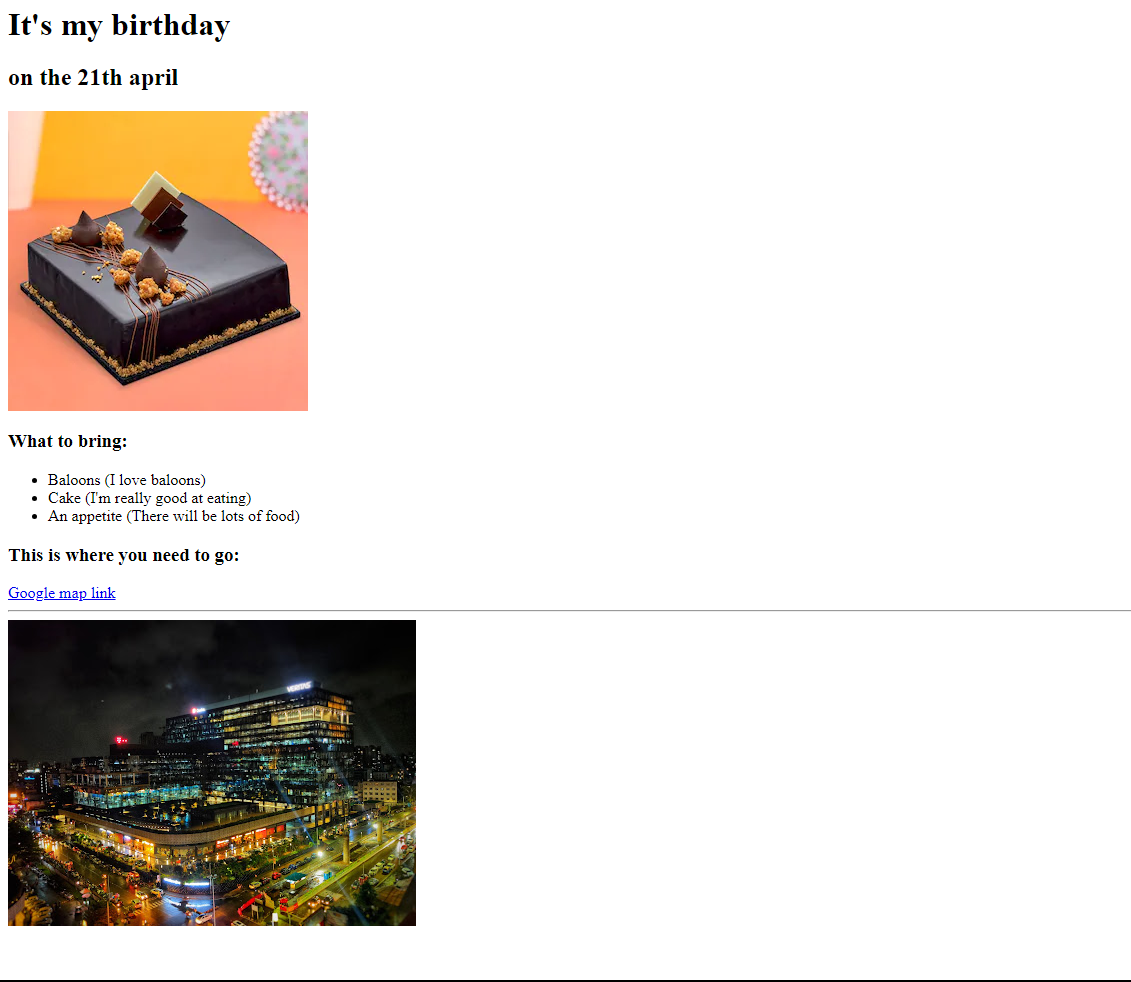 It's my birthday
on the 21th april
What to bring:
Baloons (I love baloons)
Cake (I'm really good at eating)
An appetite (There will be lots of food)
This is where you need to go:
Google map link
VERITAS